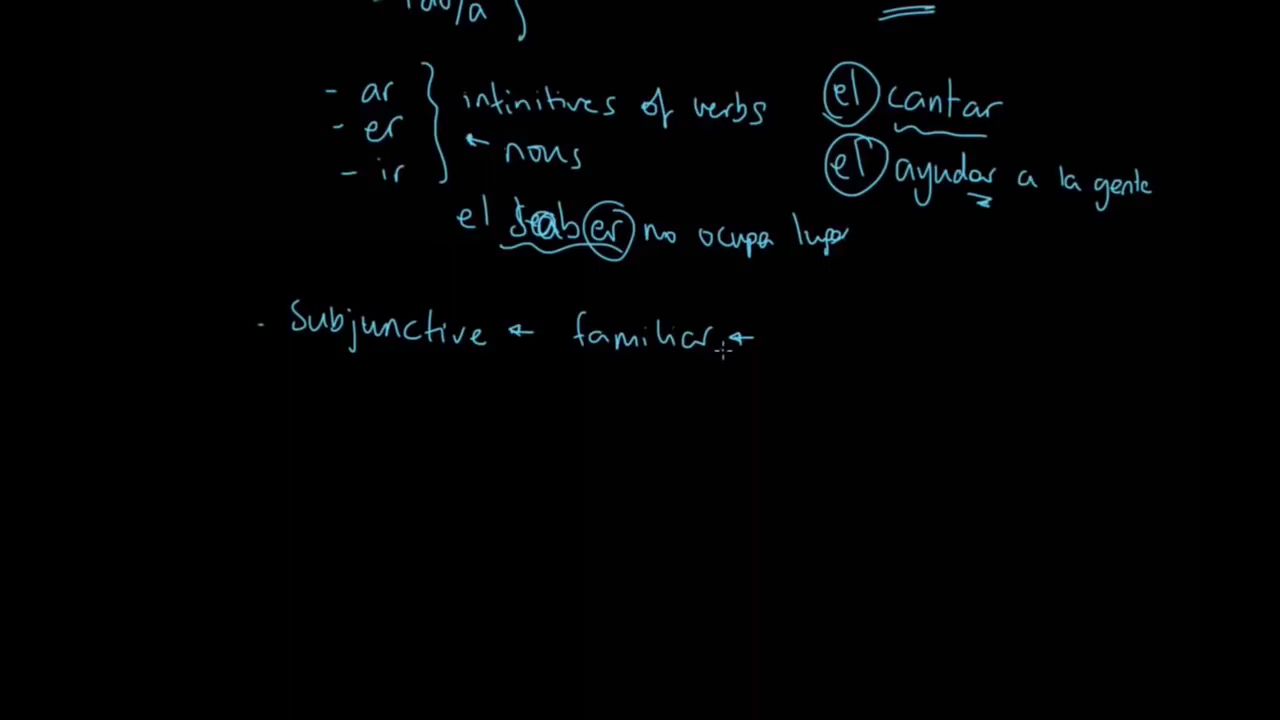 - ar } infinitives of verbs
- er ← nous
- ir
el saber no ocupa lugar
el cantar
el ayudar a la gente
- Subjunctive ← familiar ←